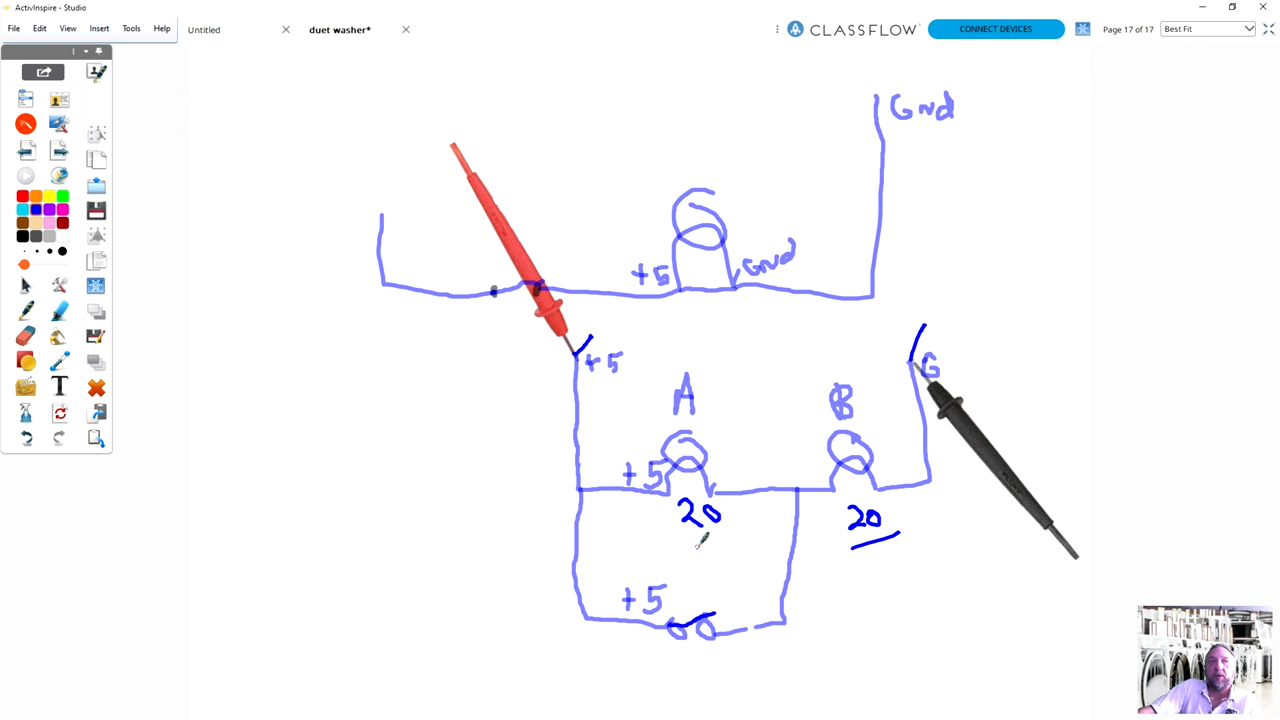 ActivInspire - Studio
File Edit View Insert Tools Help
Untitled
duet washer*
CLASSFLOW
CONNECT DEVICES
Page 17 of 17
Best Fit
T
Gnd
+5
Gnd
+5
G
A
B
+5
20
20
+5